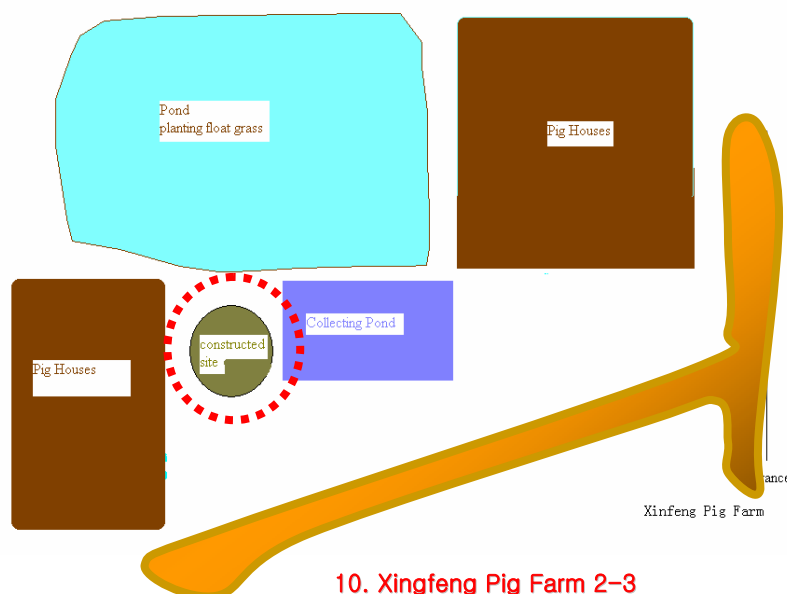 Pond
planting float grass
Pig Houses
Collecting Pond
constructed
site
Pig Houses
Xinfeng Pig Farm
10. Xingfeng Pig Farm 2-3